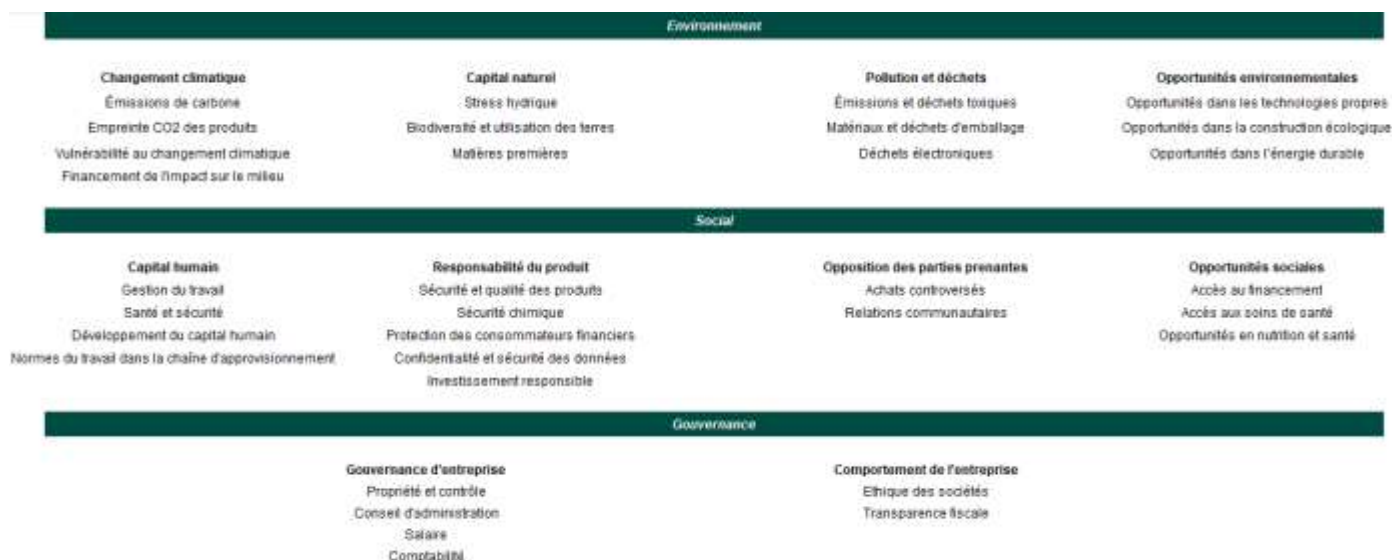 Environnement
Changement climatique
Émissions de carbone
Empreinte CO2 des produits
Vulnérabilité au changement climatique
Financement de l'impact sur le milieu
Capital naturel
Stress hydrique
Biodiversité et utilisation des terres
Matières premières
Pollution et déchets
Émissions et déchets toxiques
Matériaux et déchets d'emballage
Déchets électroniques
Opportunités environnementales
Opportunités dans les technologies propres
Opportunités dans la construction écologique
Opportunités dans l'énergie durable
Social
Capital humain
Gestion du travail
Santé et sécurité
Développement du capital humain
Normes du travail dans la chaîne d'approvisionnement
Responsabilité du produit
Sécurité et qualité des produits
Sécurité chimique
Protection des consommateurs financiers
Confidentialité et sécurité des données
Investissement responsable
Opposition des parties prenantes
Achats controversés
Relations communautaires
Opportunités sociales
Accès au financement
Accès aux soins de santé
Opportunités en nutrition et santé
Gouvernance
Gouvernance d'entreprise
Propriété et contrôle
Conseil d'administration
Salaire
Comptabilité
Comportement de l'entreprise
Ethique des sociétés
Transparence fiscale